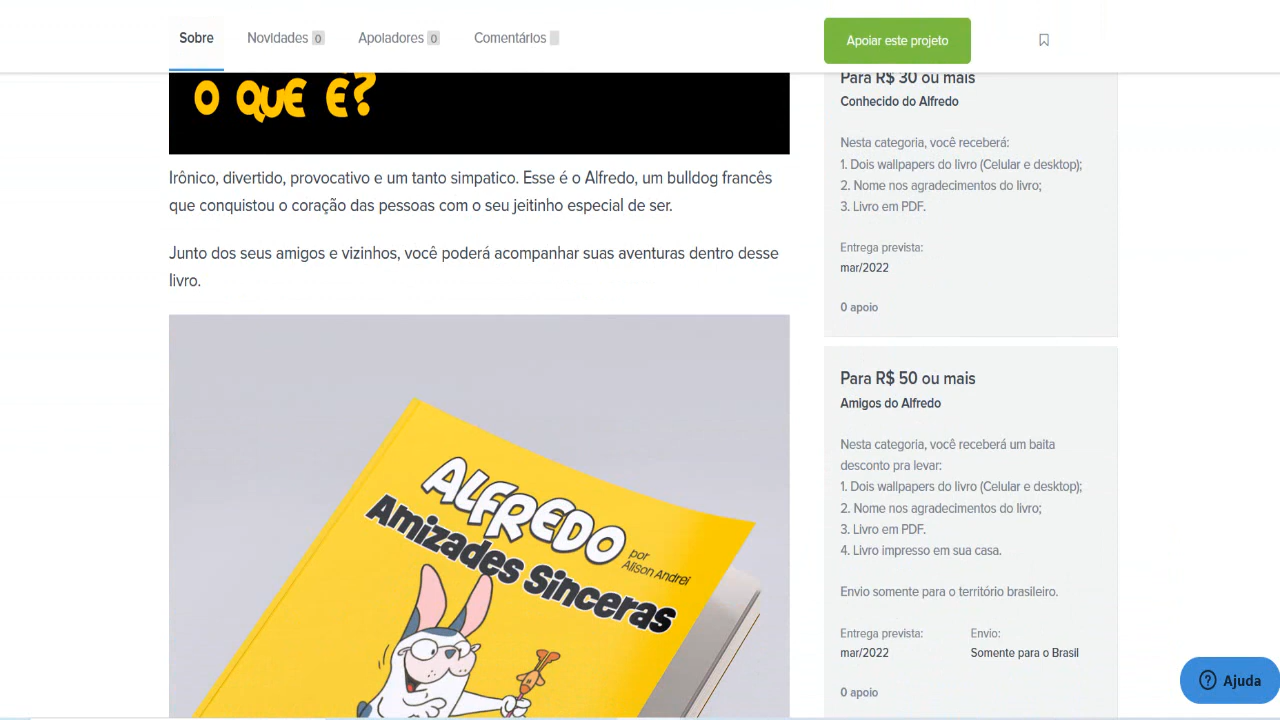 Sobre
Novidades 0
Apoiadores 0
Comentários
Apoiar este projeto
O QUE É?
Irônico, divertido, provocativo e um tanto simpatico. Esse é o Alfredo, um bulldog francês
que conquistou o coração das pessoas com o seu jeitinho especial de ser.
Junto dos seus amigos e vizinhos, você poderá acompanhar suas aventuras dentro desse
livro.
ALFREDO
Amizades Sinceras
por
Alison Andrei
Para R$ 30 ou mais
Conhecido do Alfredo
Nesta categoria, você receberá:
1. Dois wallpapers do livro (Celular e desktop);
2. Nome nos agradecimentos do livro;
3. Livro em PDF.
Entrega prevista:
mar/2022
0 apoio
Para R$ 50 ou mais
Amigos do Alfredo
Nesta categoria, você receberá um baita
desconto pra levar:
1. Dois wallpapers do livro (Celular e desktop);
2. Nome nos agradecimentos do livro;
3. Livro em PDF.
4. Livro impresso em sua casa.
Envio somente para o território brasileiro.
Entrega prevista:
mar/2022
Envio:
Somente para o Brasil
0 apoio
Ajuda